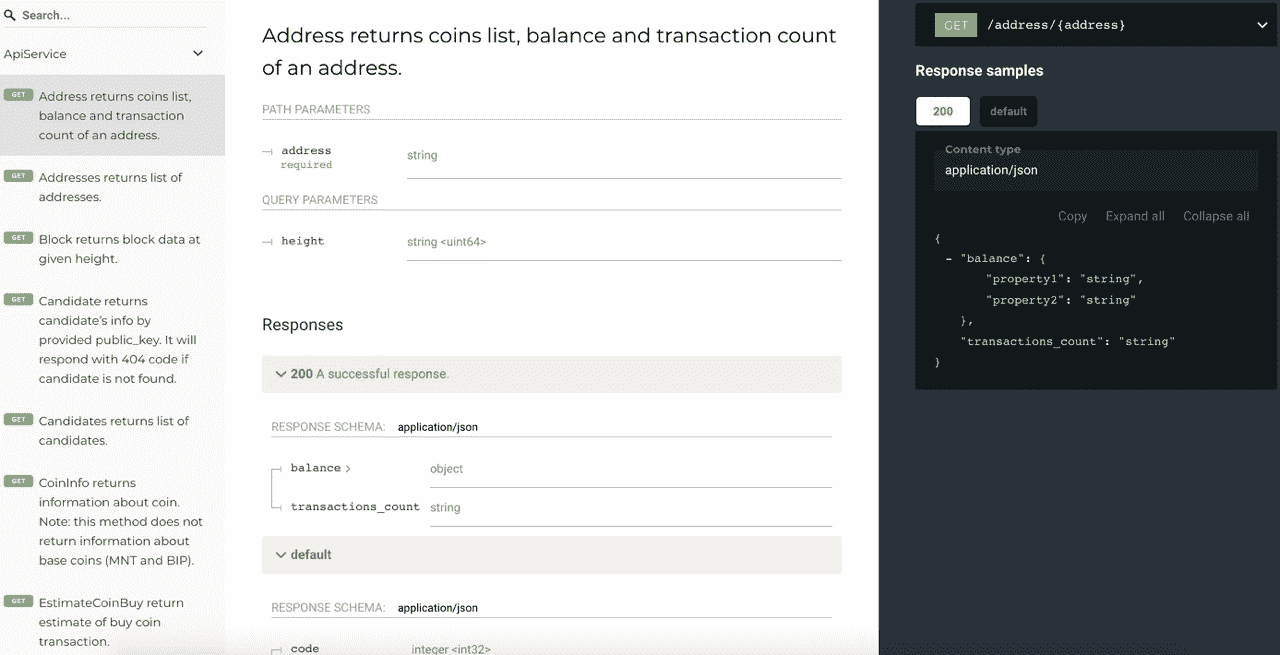 Search...
ApiService
GET Address returns coins list,
balance and transaction
count of an address.
GET Addresses returns list of
addresses.
GET Block returns block data at
given height.
GET Candidate returns
candidate's info by
provided public_key. It will
respond with 404 code if
candidate is not found.
GET Candidates returns list of
candidates.
GET CoinInfo returns
information about coin.
Note: this method does not
return information about
base coins (MNT and BIP).
GET EstimateCoinBuy return
estimate of buy coin
transaction.
Address returns coins list, balance and transaction count
of an address.
PATH PARAMETERS
address string
required
QUERY PARAMETERS
height string <uint64>
Responses
200 A successful response.
RESPONSE SCHEMA: application/json
balance > object
transactions_count string
default
RESPONSE SCHEMA: application/json
code integer <int32>
GET /address/{address}
Response samples
200 default
Content type
application/json
Copy Expand all Collapse all
{
- "balance": {
"property1": "string",
"property2": "string"
},
"transactions_count": "string"
}